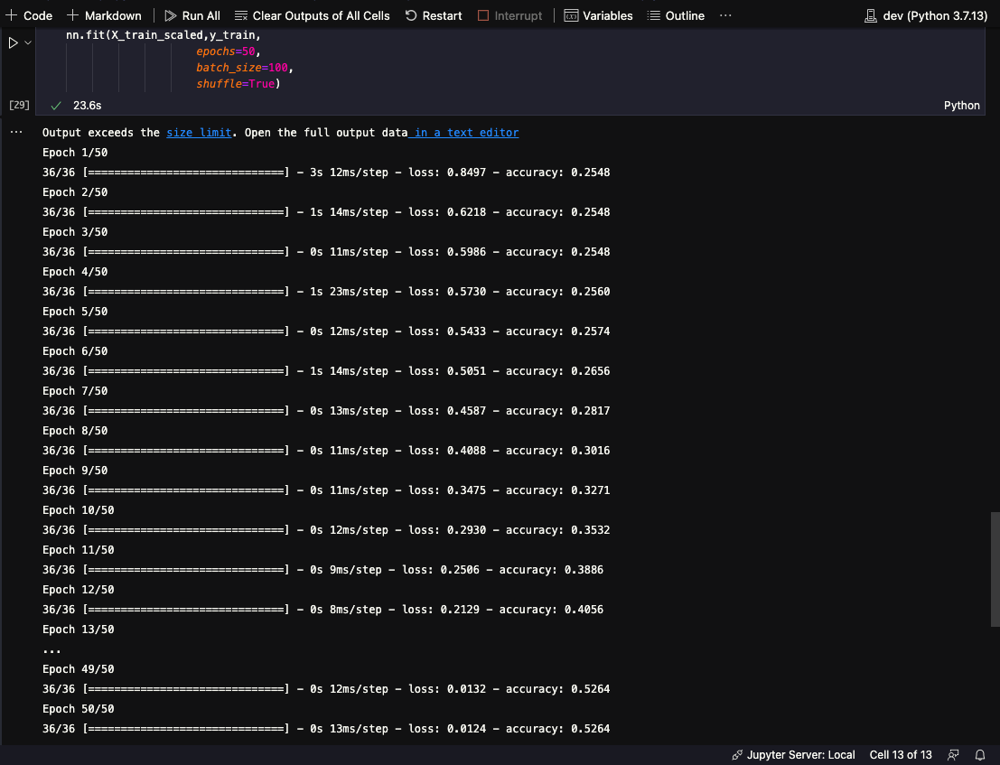 Code Markdown Run All Clear Outputs of All Cells Restart Interrupt Variables Outline ... dev (Python 3.7.13)
nn.fit(X_train_scaled,y_train,
epochs=50,
batch_size=100,
shuffle=True)
[29] 23.6s Python
Output exceeds the size limit. Open the full output data in a text editor
Epoch 1/50
36/36 [==============================] - 3s 12ms/step - loss: 0.8497 - accuracy: 0.2548
Epoch 2/50
36/36 [==============================] - 1s 14ms/step - loss: 0.6218 - accuracy: 0.2548
Epoch 3/50
36/36 [==============================] - 0s 11ms/step - loss: 0.5986 - accuracy: 0.2548
Epoch 4/50
36/36 [==============================] - 1s 23ms/step - loss: 0.5730 - accuracy: 0.2560
Epoch 5/50
36/36 [==============================] - 0s 12ms/step - loss: 0.5433 - accuracy: 0.2574
Epoch 6/50
36/36 [==============================] - 1s 14ms/step - loss: 0.5051 - accuracy: 0.2656
Epoch 7/50
36/36 [==============================] - 0s 13ms/step - loss: 0.4587 - accuracy: 0.2817
Epoch 8/50
36/36 [==============================] - 0s 11ms/step - loss: 0.4088 - accuracy: 0.3016
Epoch 9/50
36/36 [==============================] - 0s 11ms/step - loss: 0.3475 - accuracy: 0.3271
Epoch 10/50
36/36 [==============================] - 0s 12ms/step - loss: 0.2930 - accuracy: 0.3532
Epoch 11/50
36/36 [==============================] - 0s 9ms/step - loss: 0.2506 - accuracy: 0.3886
Epoch 12/50
36/36 [==============================] - 0s 8ms/step - loss: 0.2129 - accuracy: 0.4056
Epoch 13/50
...
Epoch 49/50
36/36 [==============================] - 0s 12ms/step - loss: 0.0132 - accuracy: 0.5264
Epoch 50/50
36/36 [==============================] - 0s 13ms/step - loss: 0.0124 - accuracy: 0.5264
Jupyter Server: Local Cell 13 of 13